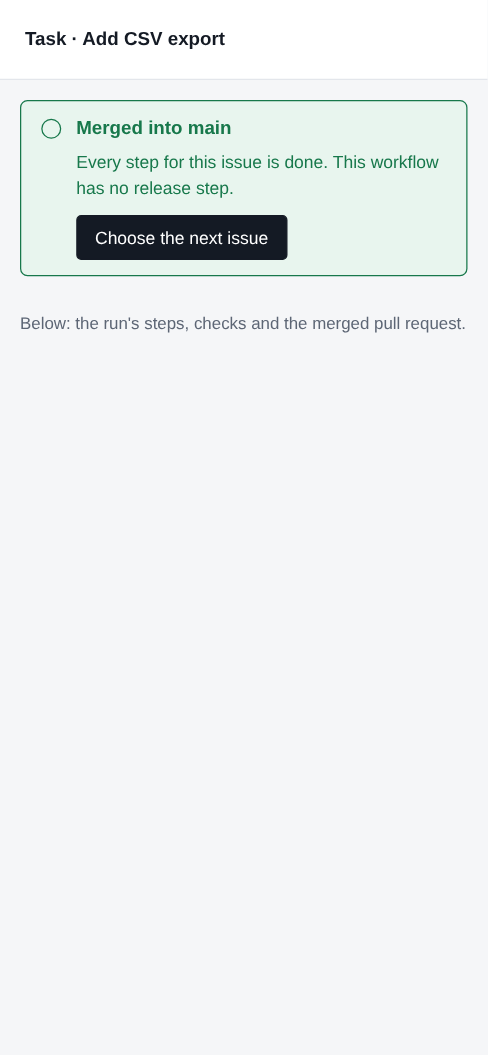 Task · Add CSV export
Merged into main
Every step for this issue is done. This workflow
has no release step.
Choose the next issue
Below: the run's steps, checks and the merged pull request.